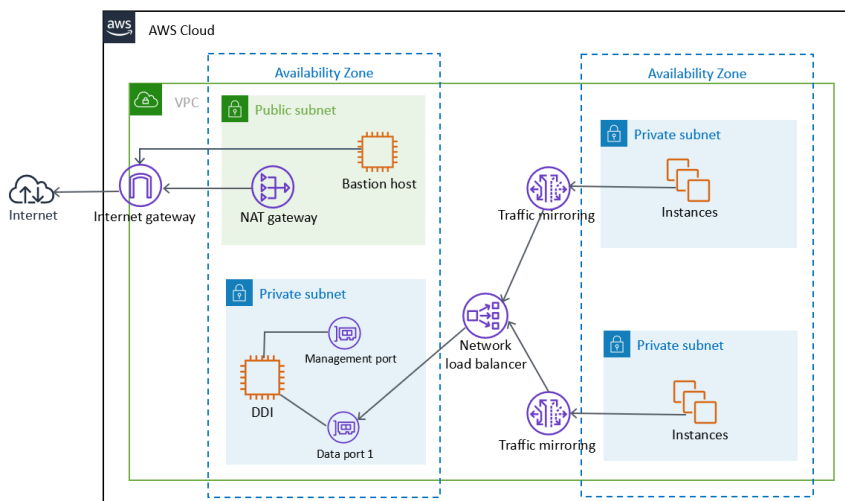 aws
AWS Cloud
Availability Zone
Availability Zone
VPC
Public subnet
Bastion host
Internet
Internet gateway
NAT gateway
Private subnet
Traffic mirroring
Instances
Private subnet
Management port
DDI
Data port 1
Network
load balancer
Private subnet
Traffic mirroring
Instances